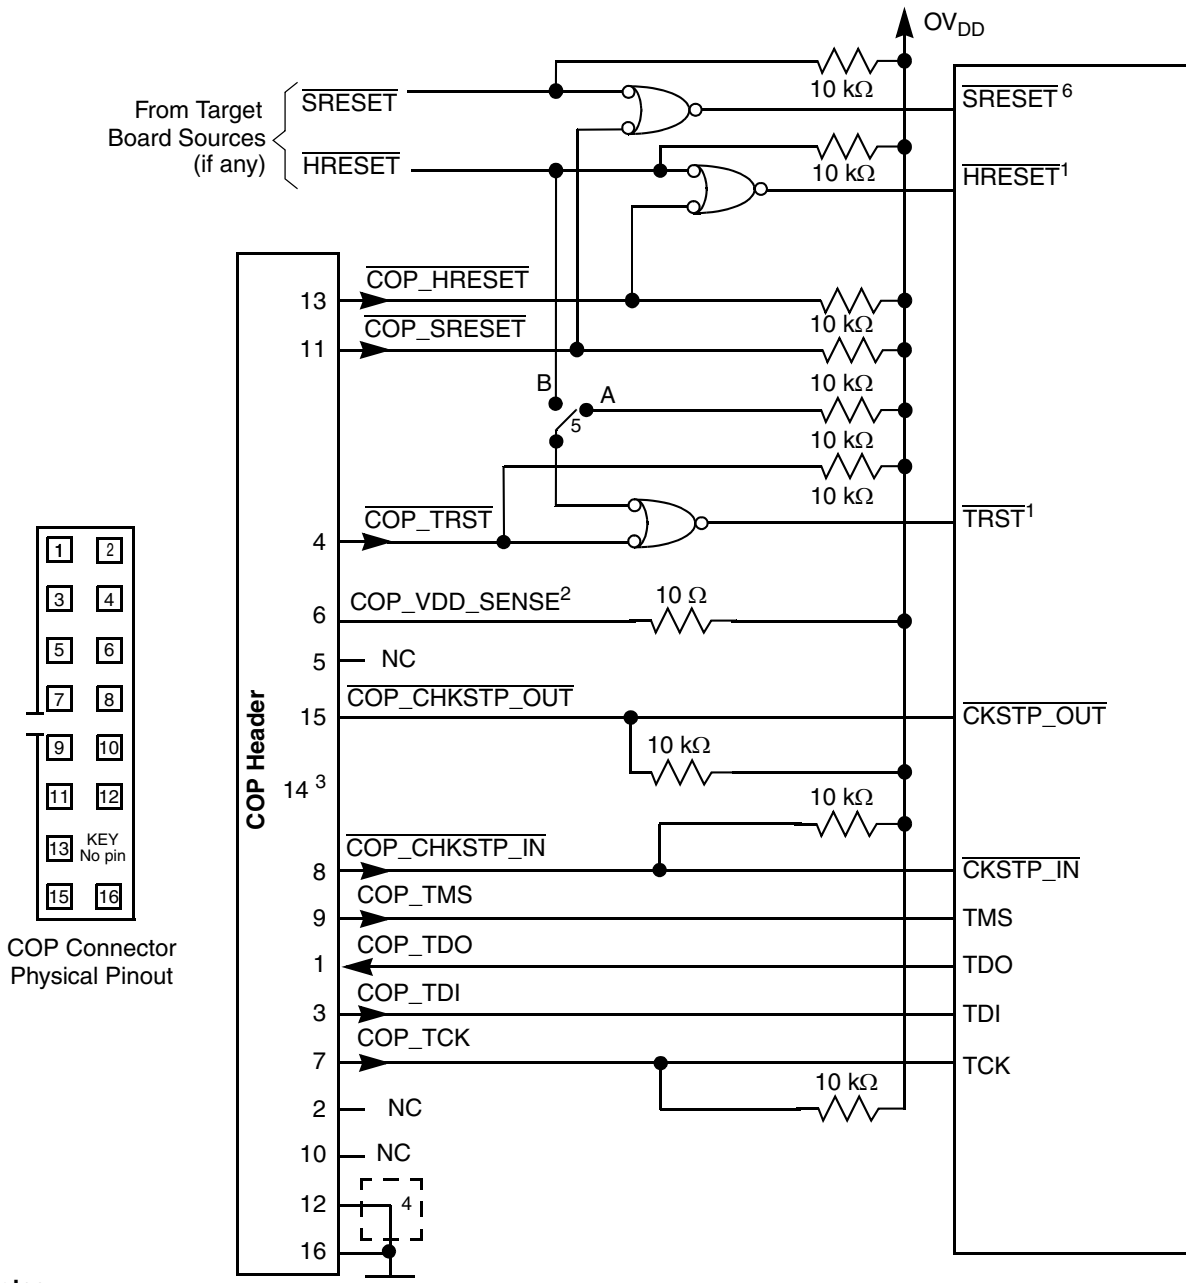 OVDD
10 kΩ
From Target
Board Sources
(if any)
SRESET
HRESET
SRESET 6
10 kΩ
HRESET1
COP_HRESET
13
10 kΩ
COP_SRESET
11
10 kΩ
B
A
5
10 kΩ
10 kΩ
COP_TRST
4
TRST1
COP_VDD_SENSE2
10 Ω
6
5
NC
COP_CHKSTP_OUT
15
CKSTP_OUT
10 kΩ
COP Header
14 3
10 kΩ
COP_CHKSTP_IN
8
CKSTP_IN
COP_TMS
9
TMS
COP_TDO
1
TDO
COP_TDI
3
TDI
COP_TCK
7
TCK
10 kΩ
2
NC
10
NC
12
4
16
1 2
3 4
5 6
7 8
9 10
11 12
13 KEY
No pin
15 16
COP Connector
Physical Pinout